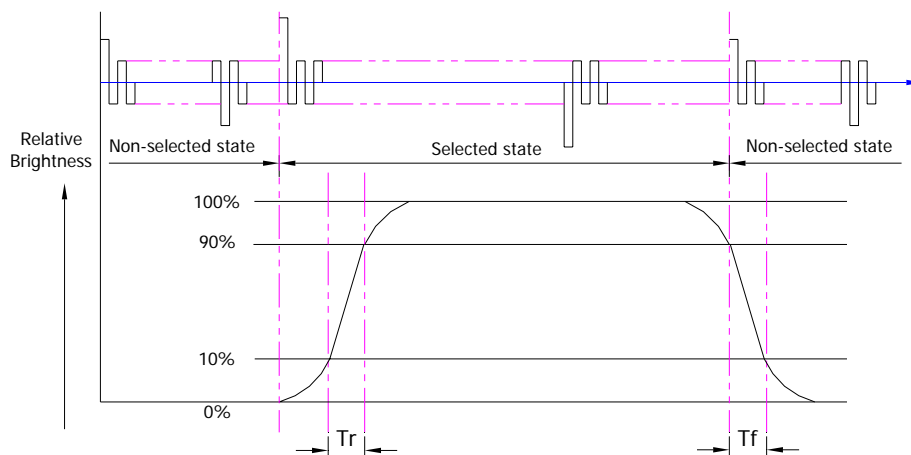 Relative
Brightness
Non-selected state
Selected state
Non-selected state
100%
90%
10%
0%
Tr
Tf